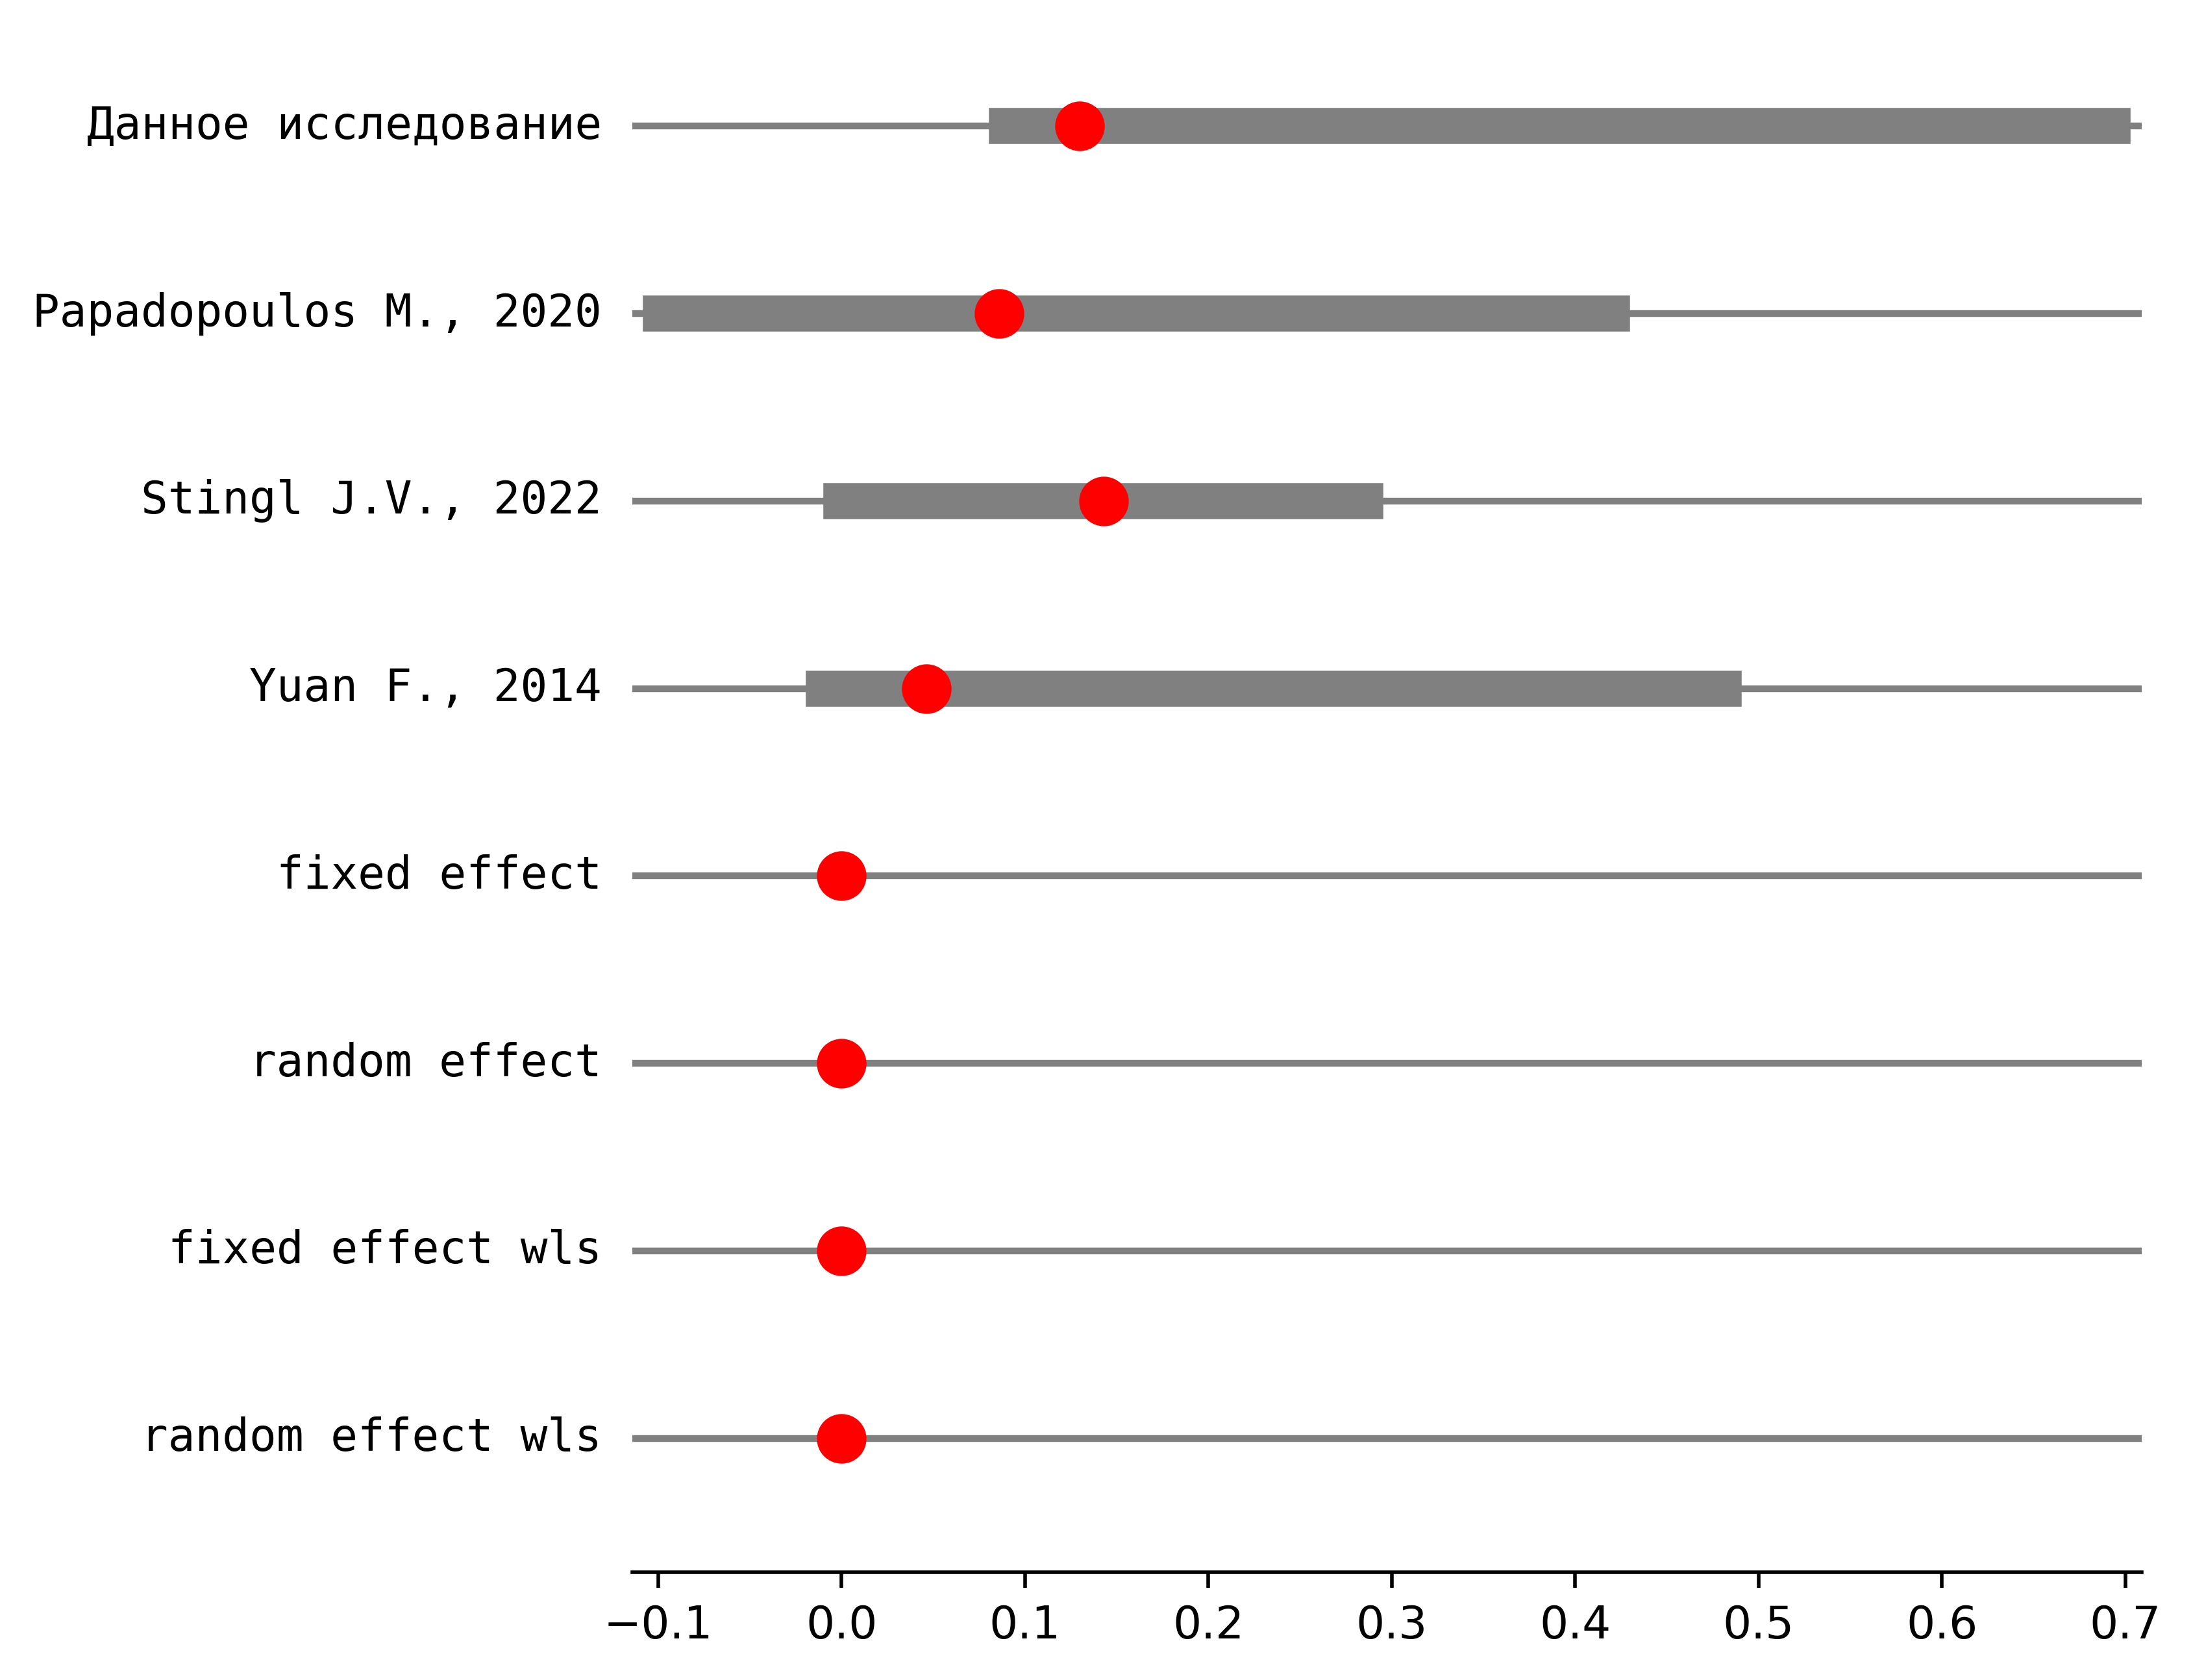 Данное исследование
Papadopoulos M., 2020
Stingl J.V., 2022
Yuan F., 2014
fixed effect
random effect
fixed effect wls
random effect wls
−0.1 0.0 0.1 0.2 0.3 0.4 0.5 0.6 0.7